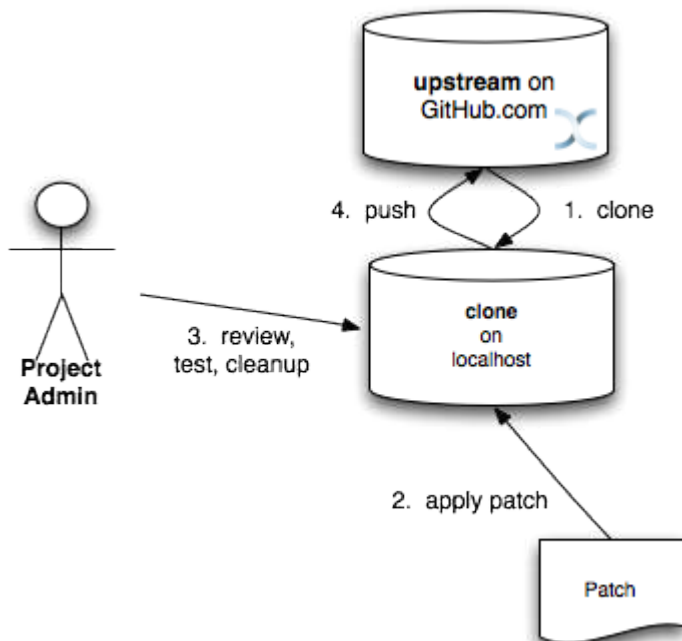 upstream on
GitHub.com
4. push
1. clone
clone
on
localhost
3. review,
test, cleanup
Project
Admin
2. apply patch
Patch